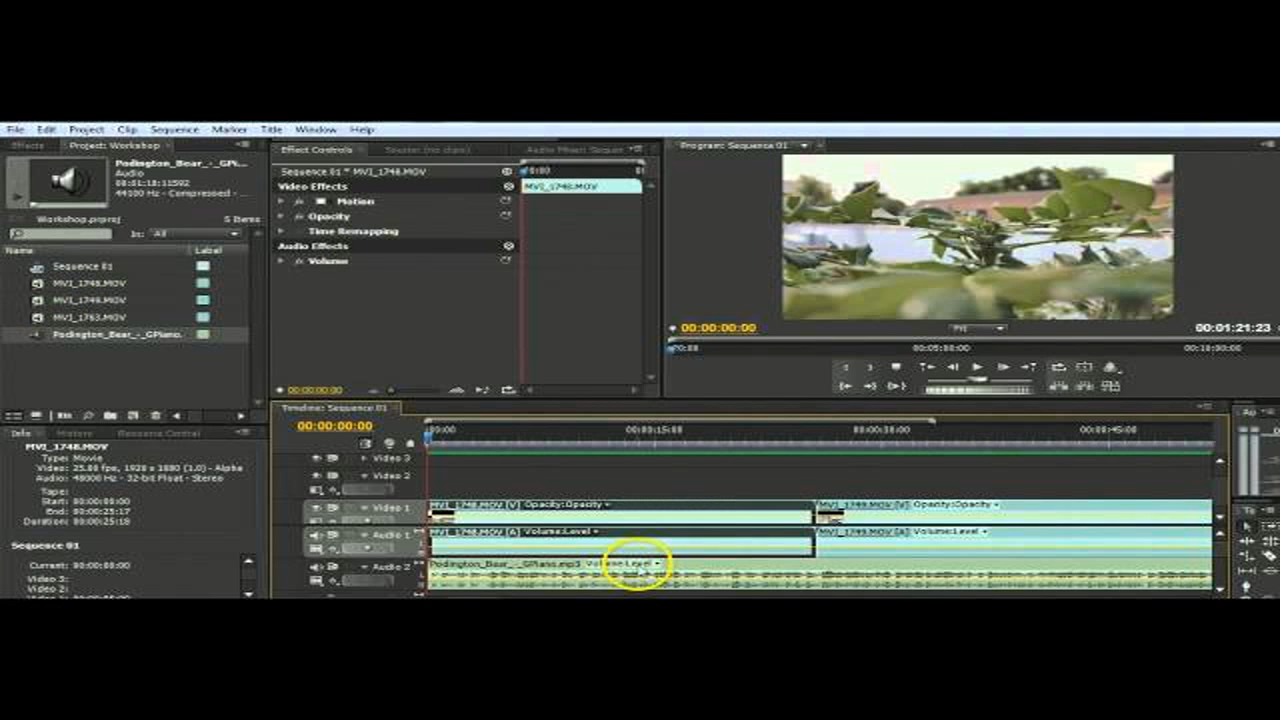 File Edit Project Clip Sequence Marker Title Window Help
Effects Project: Workshop
Podington_Bear_-_GPi...
Audio
44100 Hz - Compressed - ...
Workshop.prproj 5 Items
In: All
Name Label
Sequence 01
MVI_1748.MOV
MVI_1749.MOV
MVI_1763.MOV
Podington_Bear_-_GPiano.
Info History Resource Central
MVI_1748.MOV
Type: Movie
Video: 25.00 fps, 1920 x 1080 (1.0) - Alpha
Audio: 48000 Hz - 32-bit Float - Stereo
Tape:
Start: 00:00:00:00
End: 00:00:25:17
Duration: 00:00:25:18
Sequence 01
Current: 00:00:00:00
Video 3:
Video 2:
Effect Controls Source: (no clips) Audio Mixer: Sequen
Sequence 01 * MVI_1748.MOV
Video Effects MVI_1748.MOV
Motion
Opacity
Time Remapping
Audio Effects
Volume
00:00:00:00
Program: Sequence 01
00:00:00:00 Fit 00:01:21:23
00:00 00:05:00:00 00:10:00:00
Timeline: Sequence 01
00:00:00:00 00:00 00:00:15:00 00:00:30:00 00:00:45:00
Video 3
Video 2
Video 1 MVI_1748.MOV [V] Opacity:Opacity MVI_1749.MOV [V] Opacity:Opacity
Audio 1 MVI_1748.MOV [A] Volume:Level MVI_1749.MOV [A] Volume:Level
Audio 2 Podington_Bear_-_GPiano.mp3 Volume:Level